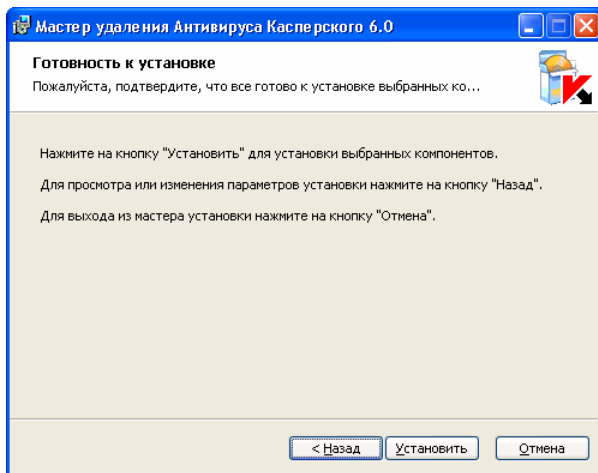 Мастер удаления Антивируса Касперского 6.0
Готовность к установке
Пожалуйста, подтвердите, что все готово к установке выбранных ко...
Нажмите на кнопку "Установить" для установки выбранных компонентов.
Для просмотра или изменения параметров установки нажмите на кнопку "Назад".
Для выхода из мастера установки нажмите на кнопку "Отмена".
< Назад Установить Отмена